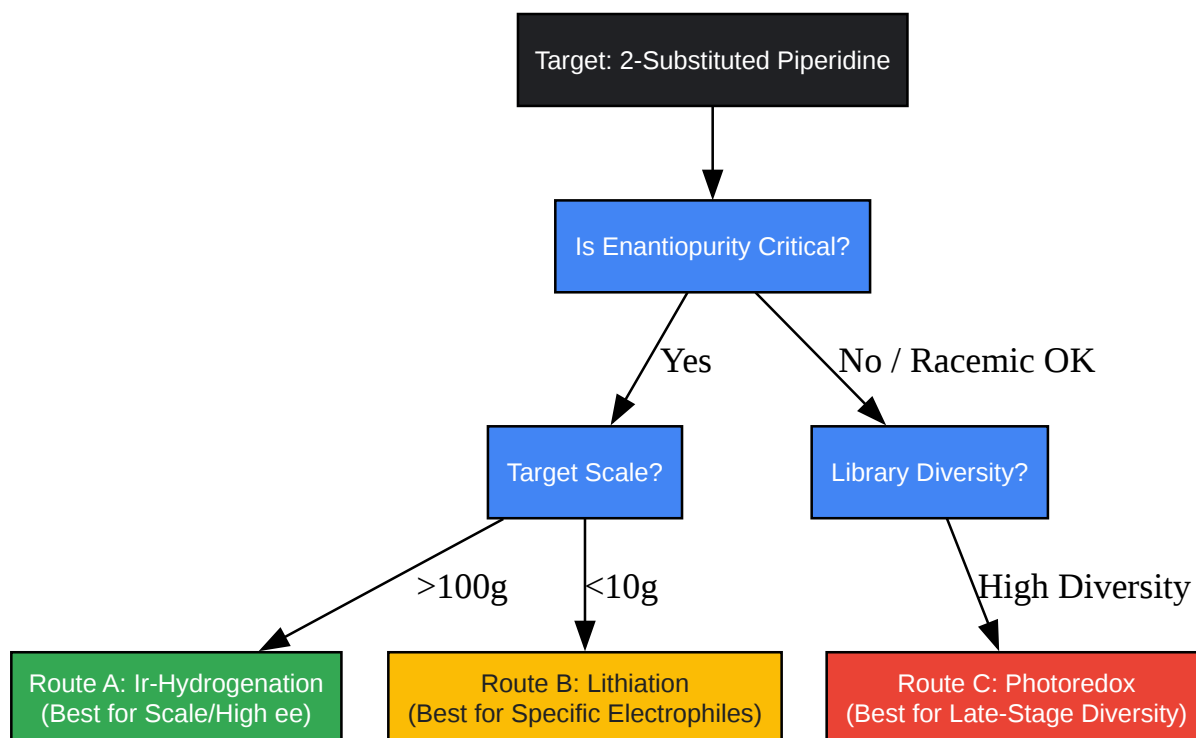 Target: 2-Substituted Piperidine
Is Enantiopurity Critical?
Yes
No / Racemic OK
Target Scale?
Library Diversity?
>100g
<10g
High Diversity
Route A: Ir-Hydrogenation
(Best for Scale/High ee)
Route B: Lithiation
(Best for Specific Electrophiles)
Route C: Photoredox
(Best for Late-Stage Diversity)